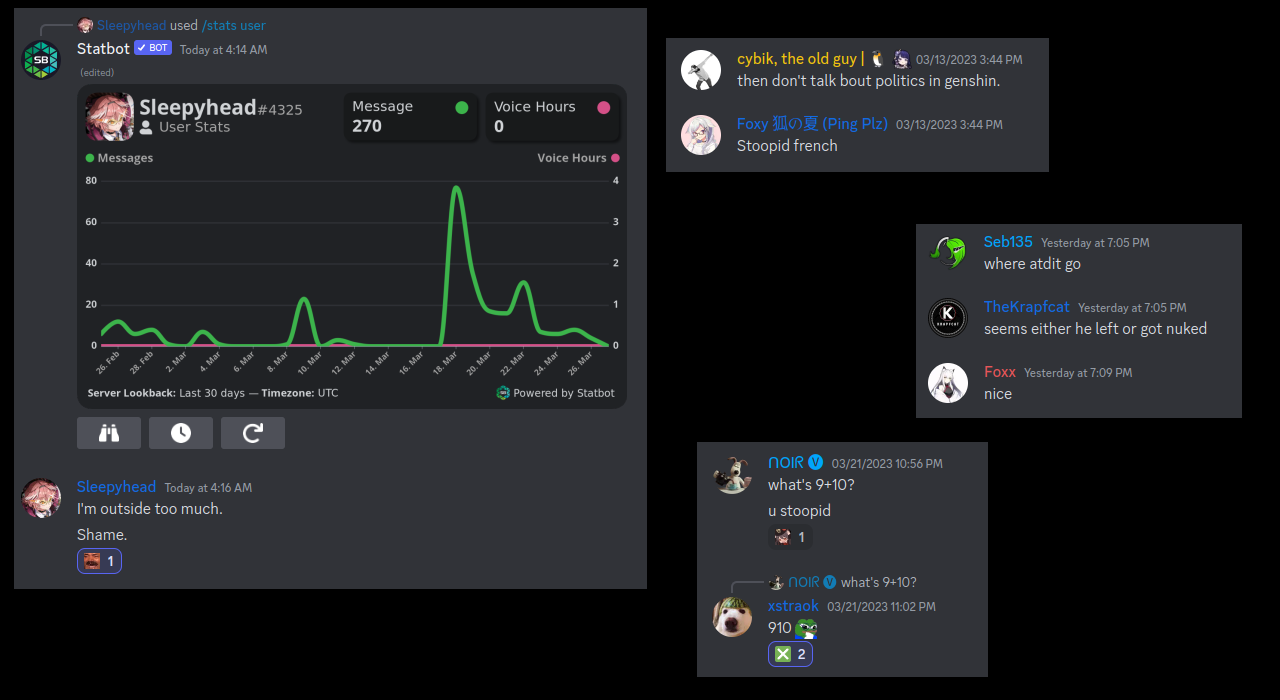 Sleepyhead used /stats user
SB
Statbot BOT Today at 4:14 AM
(edited)
Sleepyhead#4325
User Stats
Message
270
Voice Hours
0
Messages
Voice Hours
80 4
60 3
40 2
20 1
0 0
26. Feb 28. Feb 2. Mar 4. Mar 6. Mar 8. Mar 10. Mar 12. Mar 14. Mar 16. Mar 18. Mar 20. Mar 22. Mar 24. Mar 26. Mar
Server Lookback: Last 30 days — Timezone: UTC
Powered by Statbot
Sleepyhead Today at 4:16 AM
I'm outside too much.
Shame.
1
cybik, the old guy | 🐧 03/13/2023 3:44 PM
then don't talk bout politics in genshin.
Foxy 狐の夏 (Ping Plz) 03/13/2023 3:44 PM
Stoopid french
Seb135 Yesterday at 7:05 PM
where atdit go
K
KRAPFCAT
TheKrapfcat Yesterday at 7:05 PM
seems either he left or got nuked
Foxx Yesterday at 7:09 PM
nice
ՈOIR V 03/21/2023 10:56 PM
what's 9+10?
u stoopid
1
ՈOIR V what's 9+10?
xstraok 03/21/2023 11:02 PM
910
❎ 2